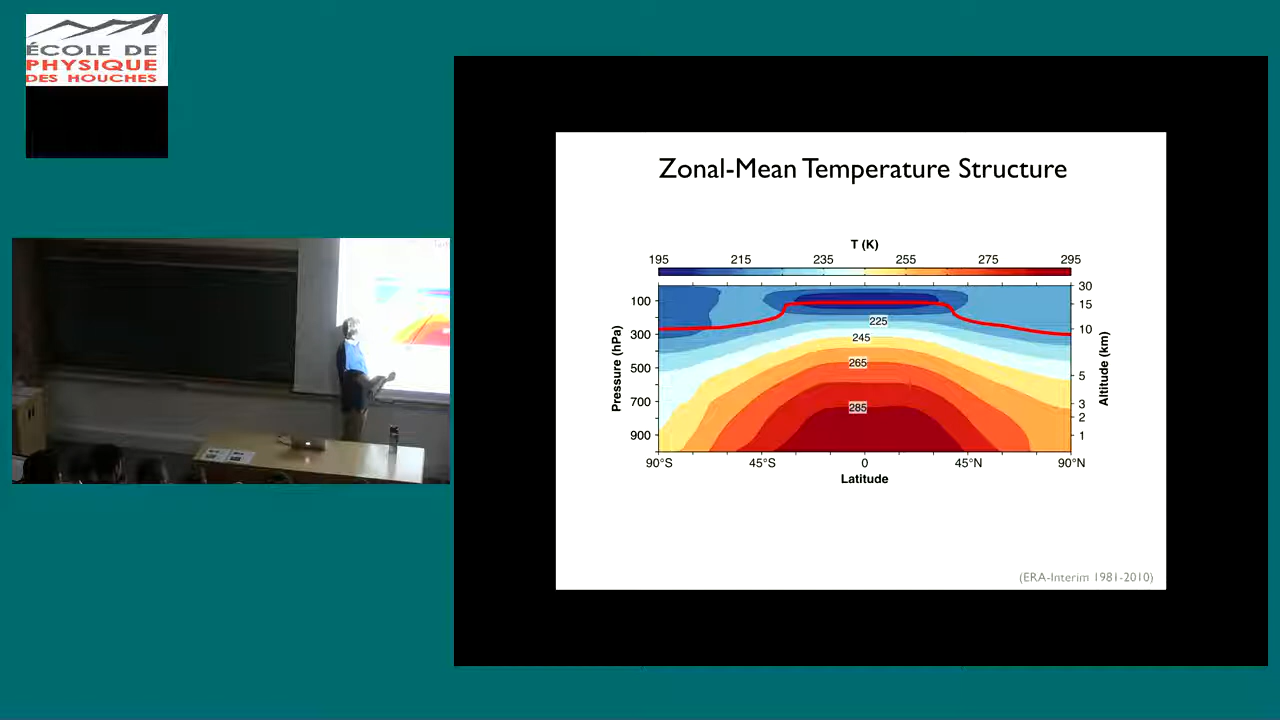 ÉCOLE DE
PHYSIQUE
DES HOUCHES
Zonal-Mean Temperature Structure
T (K)
195 215 235 255 275 295
100
300
500
700
900
Pressure (hPa)
225
245
265
285
30
15
10
5
3
2
1
Altitude (km)
90°S 45°S 0 45°N 90°N
Latitude
(ERA-Interim 1981-2010)